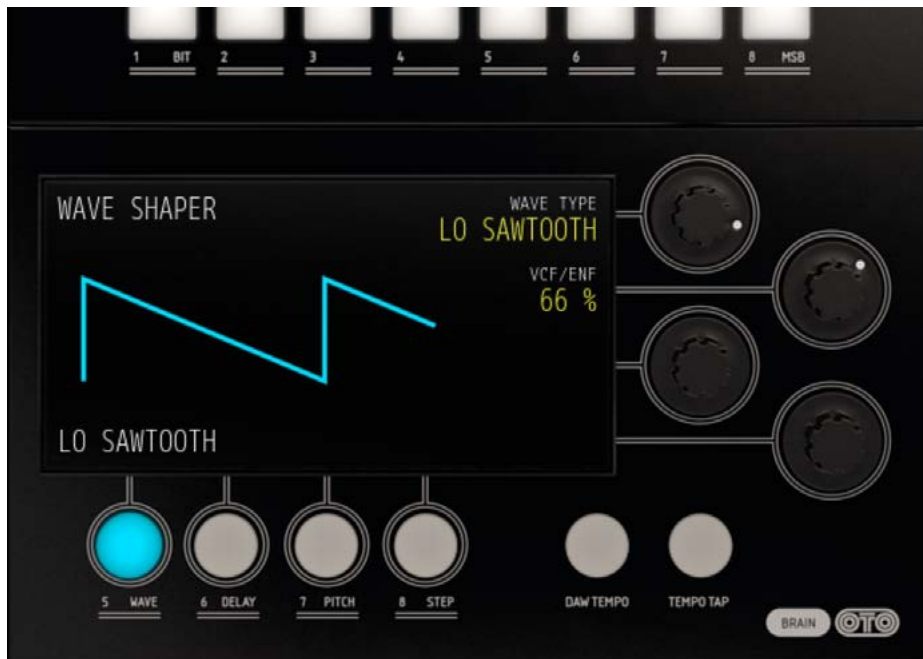 1 BIT 2 3 4 5 6 7 8 MSB
WAVE SHAPER
WAVE TYPE
LO SAWTOOTH
VCF/ENF
66 %
LO SAWTOOTH
5 WAVE 6 DELAY 7 PITCH 8 STEP
DAW TEMPO TEMPO TAP
BRAIN OTO